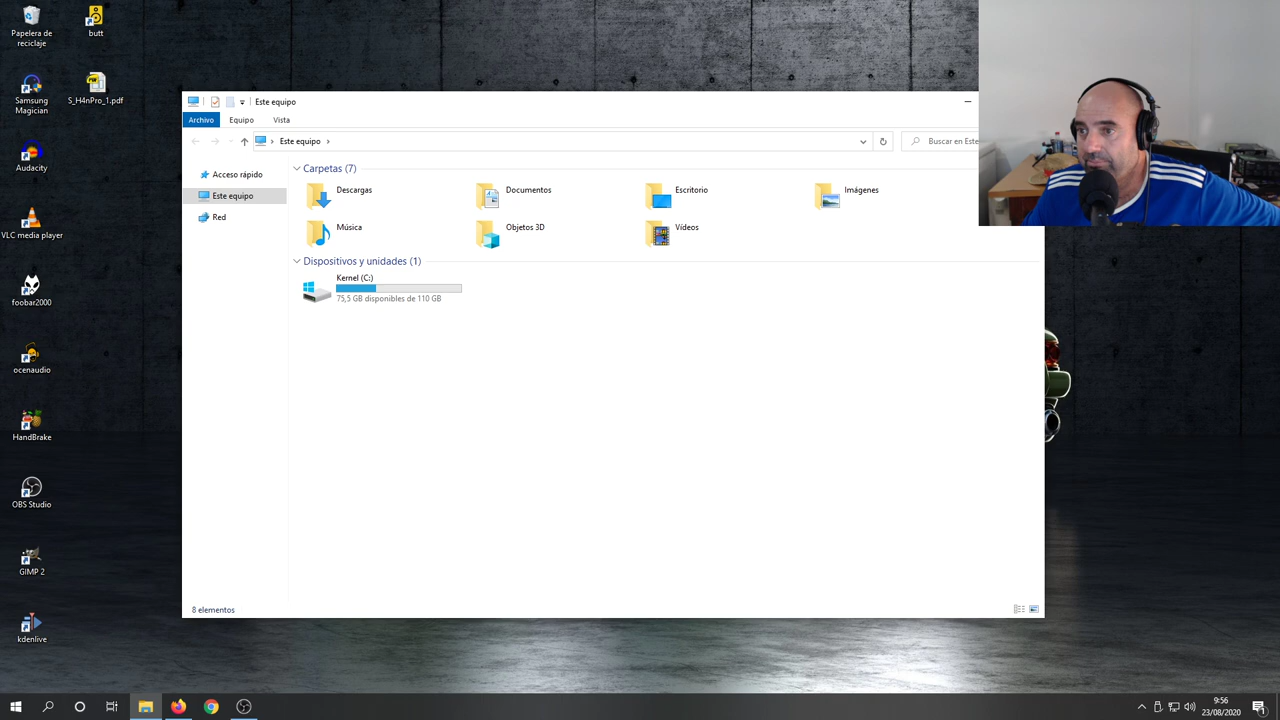 Papelera de
reciclaje
butt
Samsung
Magician
S_H4nPro_1.pdf
Audacity
VLC media player
foobar2000
ocenaudio
HandBrake
OBS Studio
GIMP 2
kdenlive
Este equipo
Archivo
Equipo
Vista
Este equipo
Buscar en Este
Acceso rápido
Este equipo
Red
Carpetas (7)
Descargas
Documentos
Escritorio
Imágenes
Música
Objetos 3D
Vídeos
Dispositivos y unidades (1)
Kernel (C:)
75,5 GB disponibles de 110 GB
8 elementos
9:56
23/08/2020